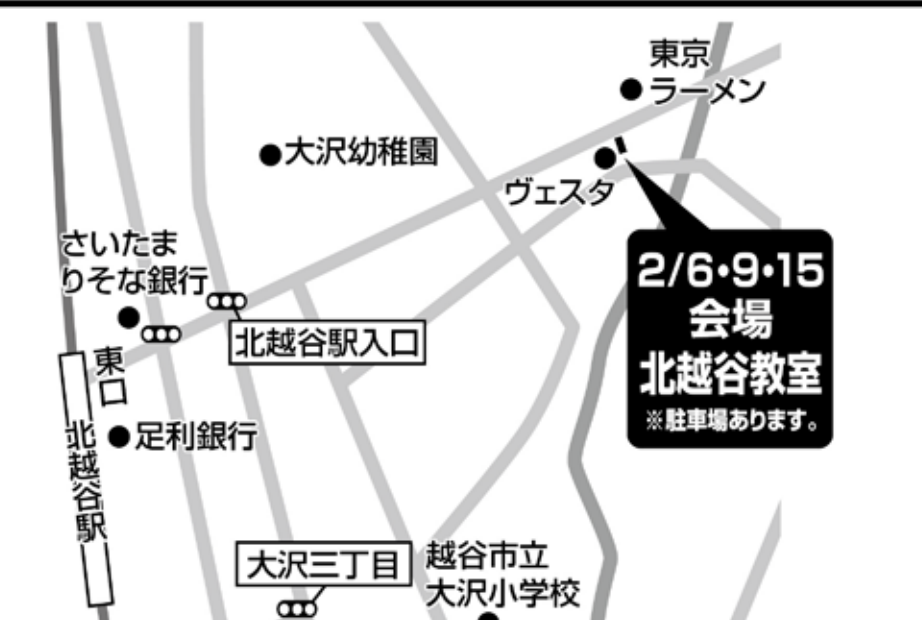 東京
ラーメン
大沢幼稚園
ヴェスタ
さいたま
りそな銀行
2/6・9・15
会場
北越谷教室
※駐車場あります。
北越谷駅入口
東口
足利銀行
北越谷駅
大沢三丁目
越谷市立
大沢小学校